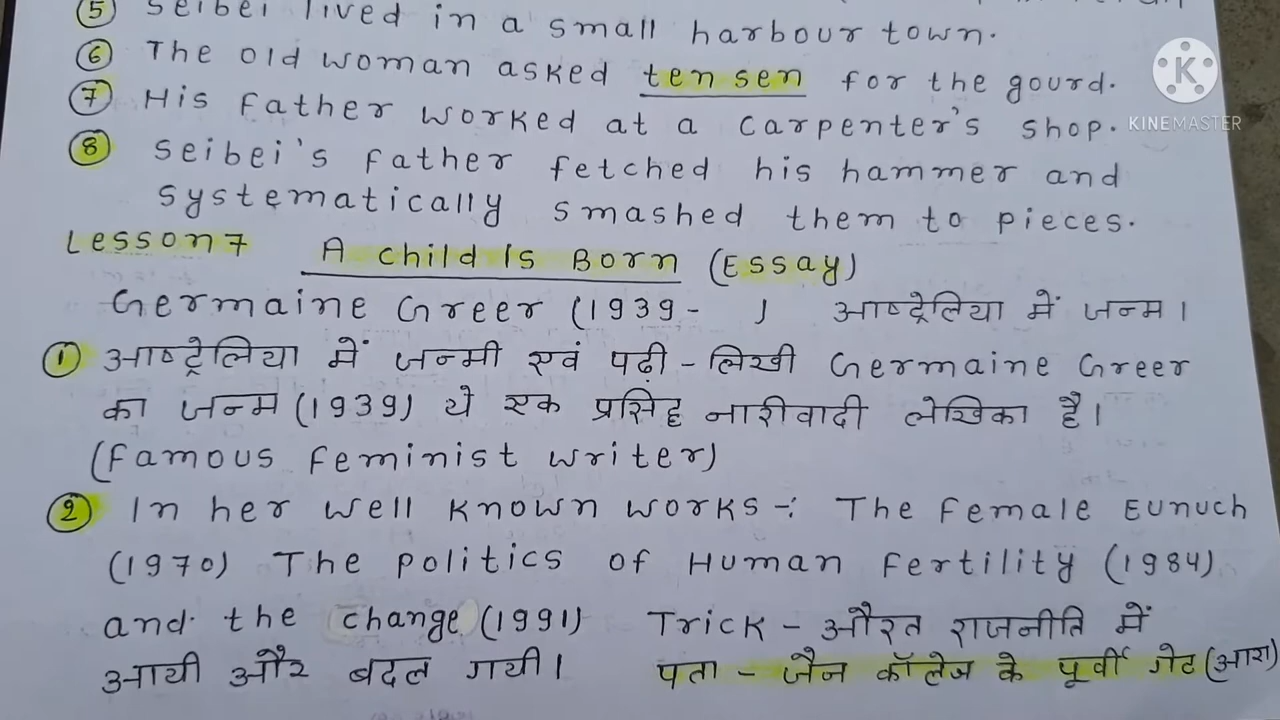 5 Seibei lived in a small harbour town.
6 The old woman asked ten sen for the gourd.
7 His father worked at a carpenter's shop.
KINEMASTER
8 Seibei's father fetched his hammer and
systematically smashed them to pieces.
Lesson 7 A Child Is Born (Essay)
Germaine Greer (1939- ) आष्ट्रेलिया में जन्म।
1 आष्ट्रेलिया में जन्मी एवं पढ़ी-लिखी Germaine Greer
का जन्म (1939) ये एक प्रसिद्ध नारीवादी लेखिका है।
(Famous Feminist writer)
2 In her well known works-: The Female Eunuch
(1970) The politics of Human Fertility (1984)
and the change (1991) Trick - औरत राजनीति में
आयी और बदल गयी। पता - जैन कॉलेज के पूर्वी गेट (आरा)